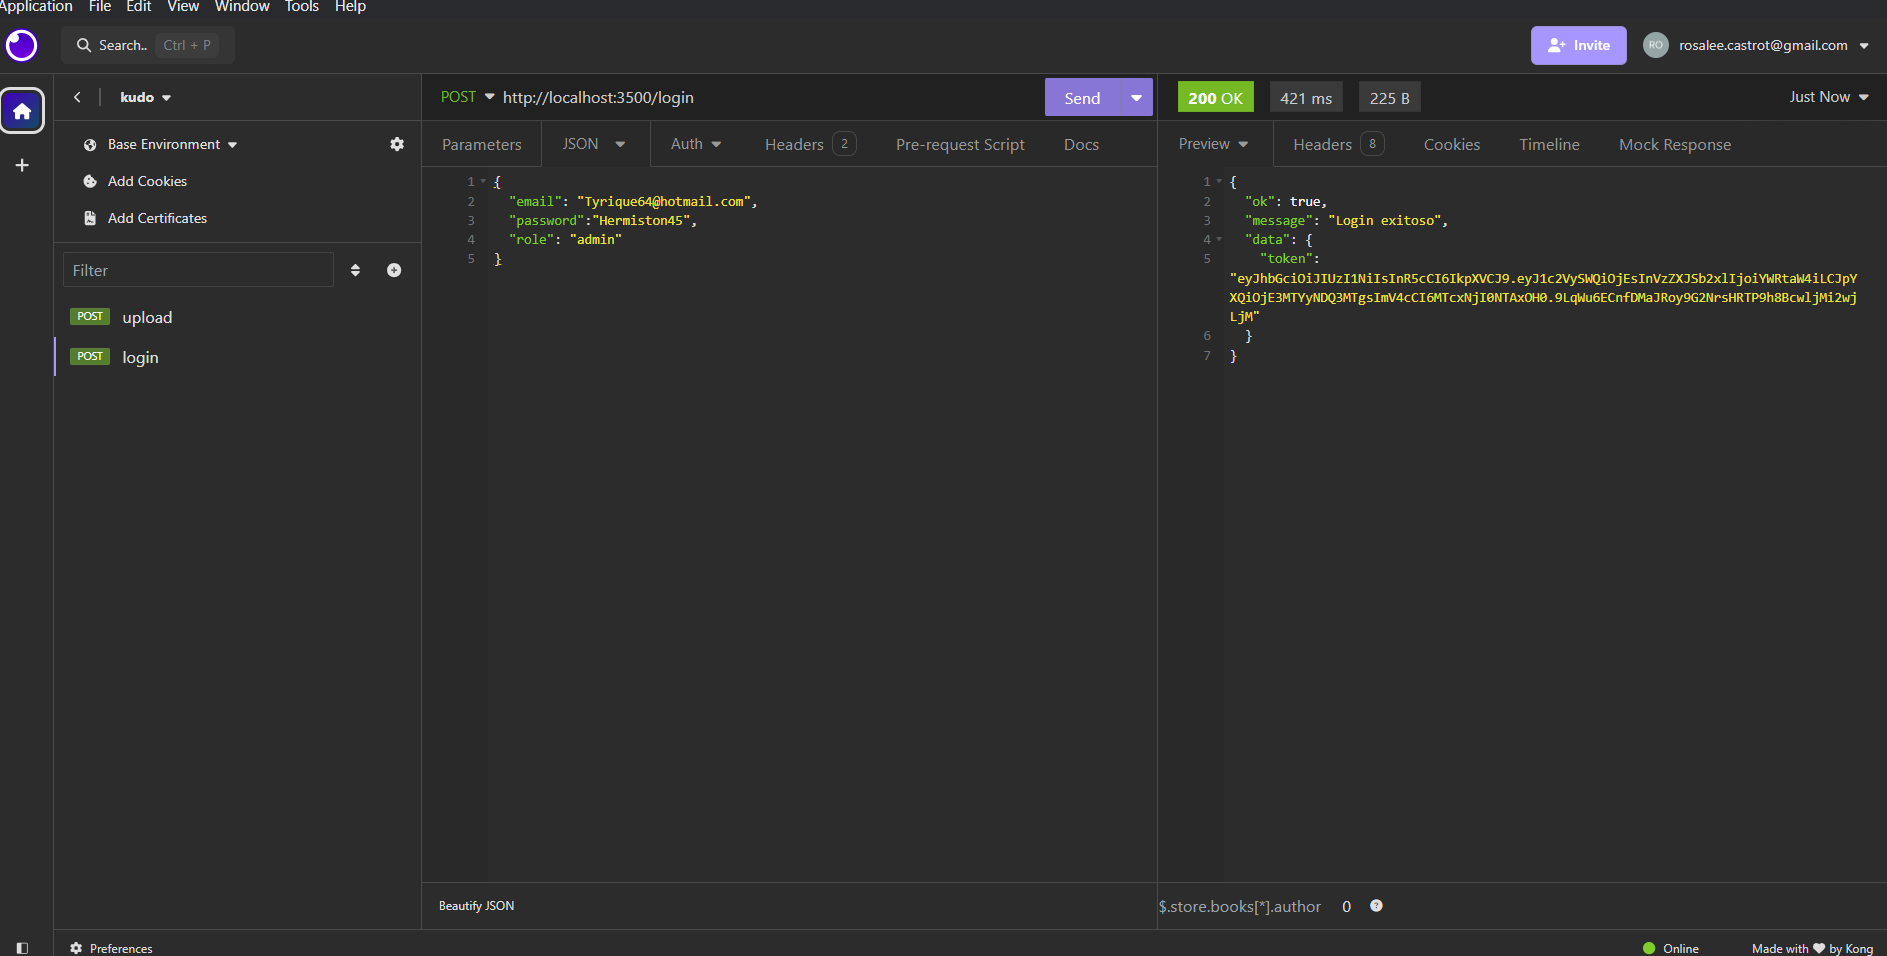 Application File Edit View Window Tools Help
Search.. Ctrl + P
Invite RO rosalee.castrot@gmail.com
kudo
POST http://localhost:3500/login Send
200 OK 421 ms 225 B Just Now
Base Environment
Add Cookies
Add Certificates
Filter
POST upload
POST login
Parameters JSON Auth Headers 2 Pre-request Script Docs
1 {
2 "email": "Tyrique64@hotmail.com",
3 "password":"Hermiston45",
4 "role": "admin"
5 }
Beautify JSON
Preview Headers 8 Cookies Timeline Mock Response
1 {
2 "ok": true,
3 "message": "Login exitoso",
4 "data": {
5 "token":
"eyJhbGciOiJIUzI1NiIsInR5cCI6IkpXVCJ9.eyJ1c2VySWQiOjEsInVzZXJSb2xlIjoiYWRtaW4iLCJpY
XQiOjE3MTYyNDQ3MTgsImV4cCI6MTcxNjI0NTAxOH0.9LqWu6ECnfDMaJRoy9G2NrsHRTP9h8BcwljMi2wj
LjM"
6 }
7 }
$.store.books[*].author 0
Preferences
Online Made with ♥ by Kong